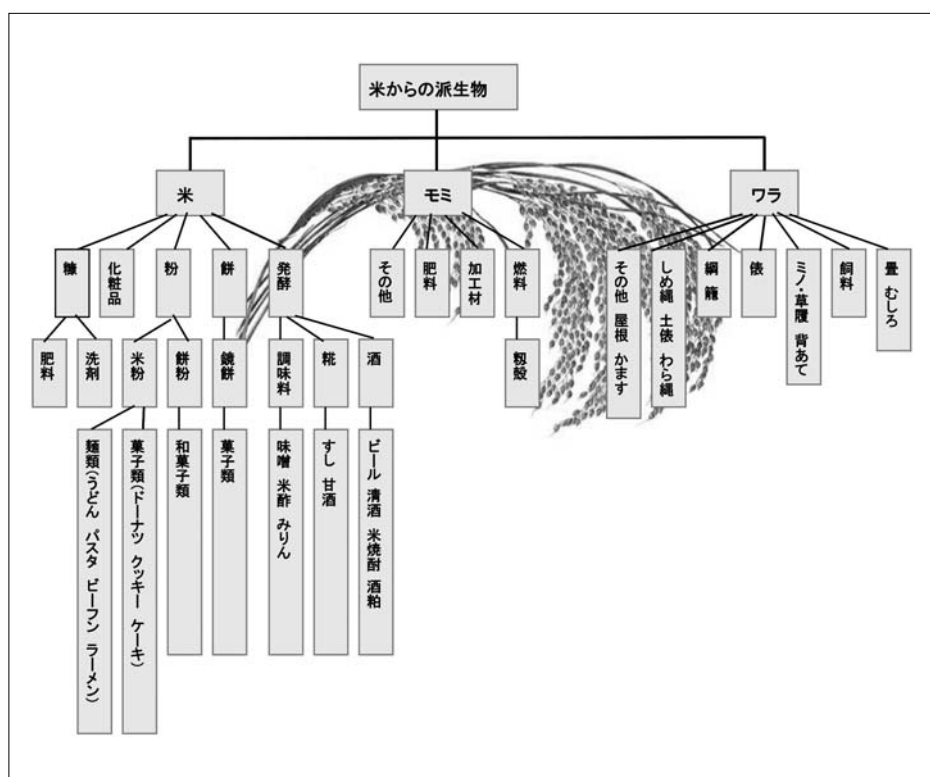 米からの派生物
米
モミ
ワラ
糠
化粧品
粉
餅
発酵
その他
肥料
加工材
燃料
その他 屋根 かます
しめ縄 土俵 わら縄
綱 籠
俵
ミノ・草履 背あて
飼料
畳 むしろ
肥料
洗剤
米粉
餅粉
鏡餅
調味料
糀
酒
籾殻
麺類(うどん パスタ ビーフン ラーメン)
菓子類(ドーナツ クッキー ケーキ)
和菓子類
菓子類
味噌 米酢 みりん
すし 甘酒
ビール 清酒 米焼酎 酒粕